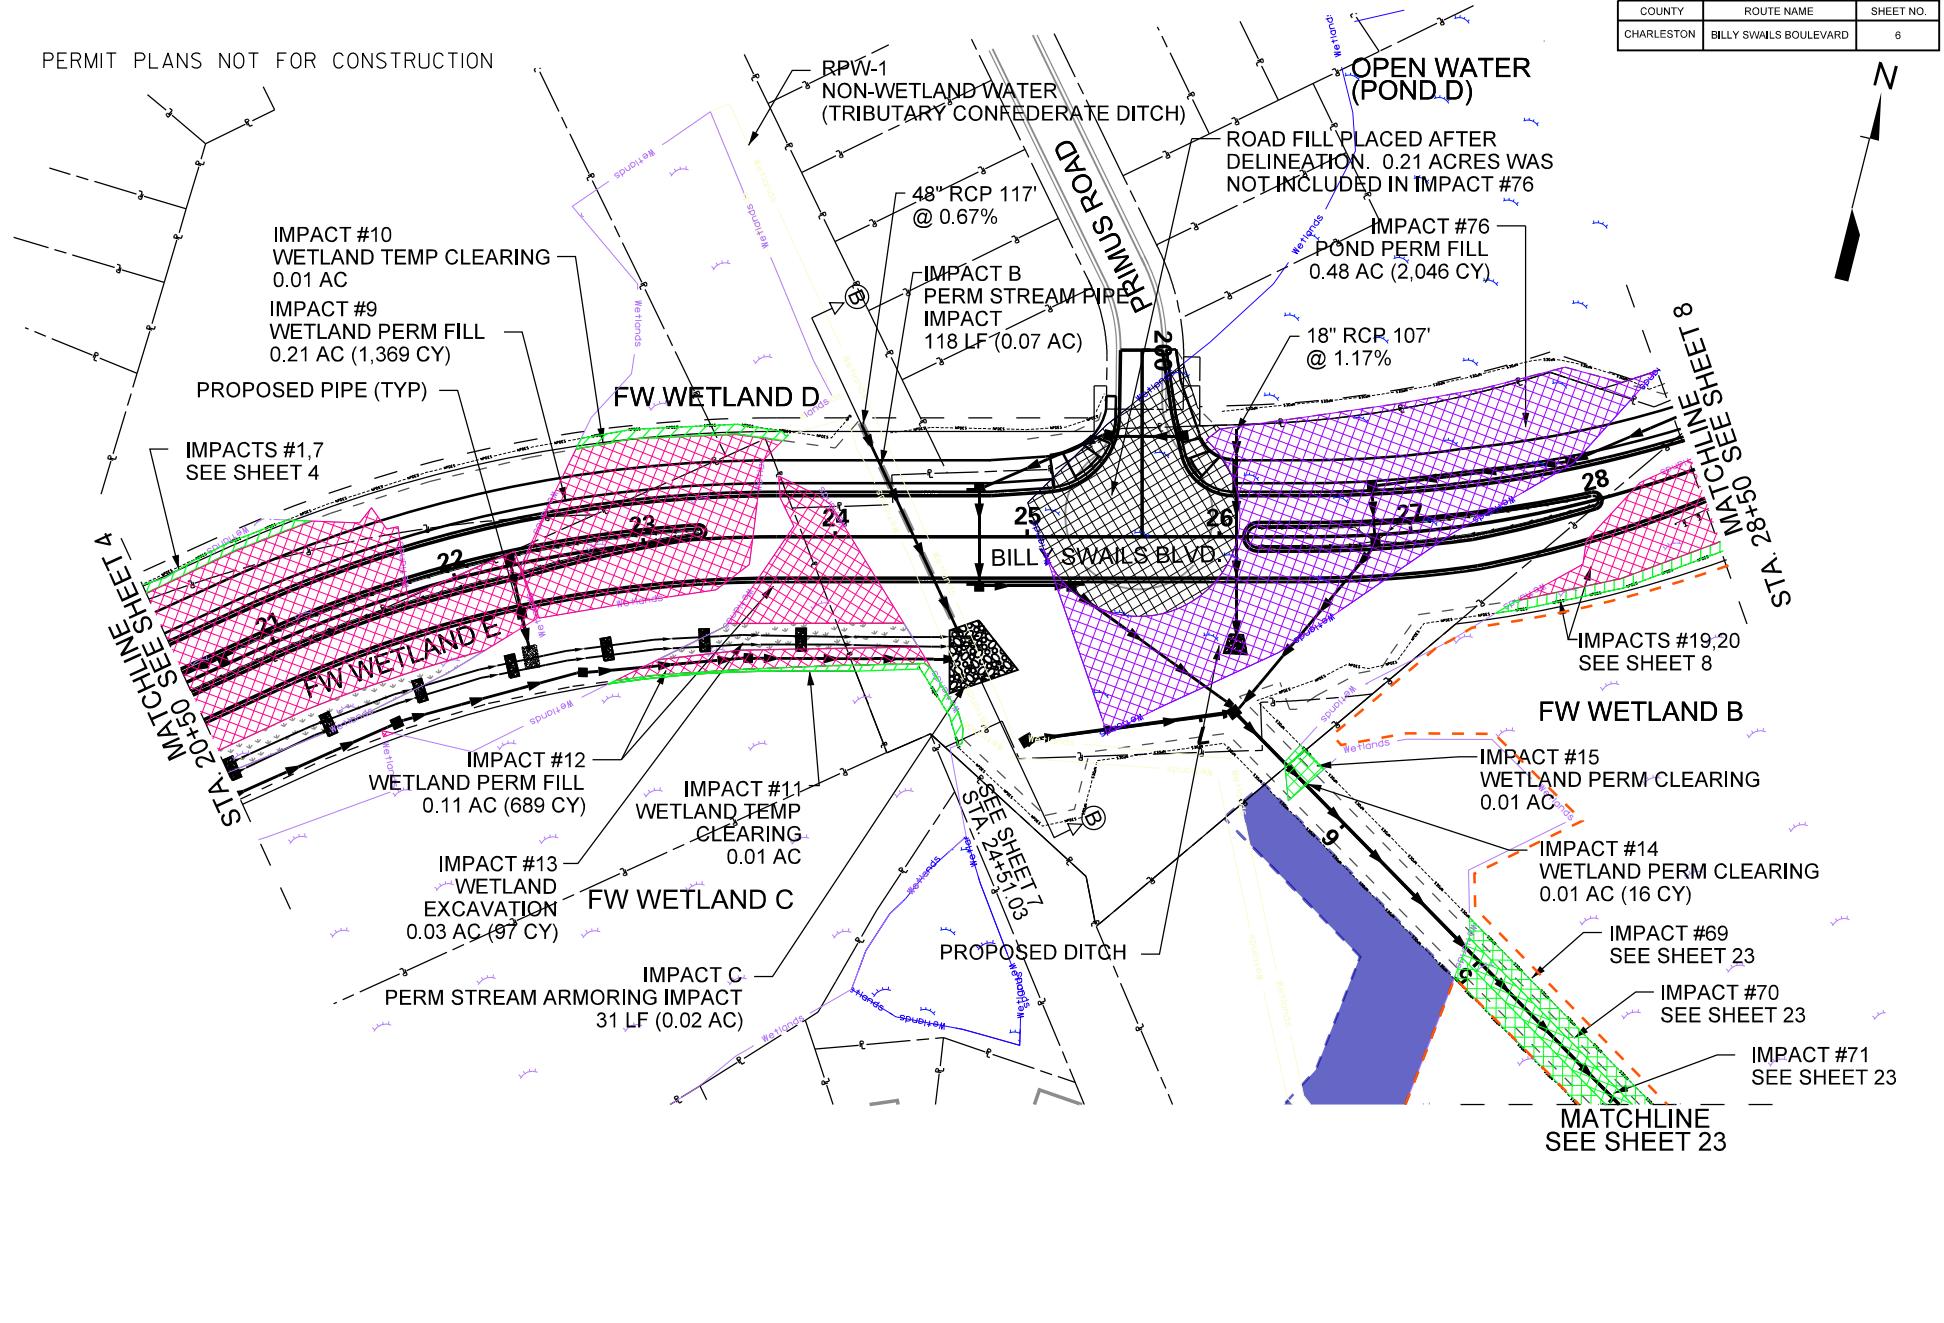 COUNTY ROUTE NAME SHEET NO.
CHARLESTON BILLY SWAILS BOULEVARD 6
PERMIT PLANS NOT FOR CONSTRUCTION
N
RPW-1
NON-WETLAND WATER
(TRIBUTARY CONFEDERATE DITCH)
OPEN WATER
(POND D)
ROAD FILL PLACED AFTER
DELINEATION. 0.21 ACRES WAS
NOT INCLUDED IN IMPACT #76
PRIMUS ROAD
48" RCP 117'
@ 0.67%
IMPACT #76
POND PERM FILL
0.48 AC (2,046 CY)
IMPACT #10
WETLAND TEMP CLEARING
0.01 AC
IMPACT B
PERM STREAM PIPE
IMPACT
118 LF (0.07 AC)
IMPACT #9
WETLAND PERM FILL
0.21 AC (1,369 CY)
18" RCP 107'
@ 1.17%
PROPOSED PIPE (TYP)
FW WETLAND D
IMPACTS #1,7
SEE SHEET 4
MATCHLINE
STA. 28+50 SEE SHEET 8
MATCHLINE
STA. 20+50 SEE SHEET 4
21
22
23
24
25
26
27
28
BILLY SWAILS BLVD.
FW WETLAND E
IMPACTS #19,20
SEE SHEET 8
FW WETLAND B
IMPACT #12
WETLAND PERM FILL
0.11 AC (689 CY)
IMPACT #11
WETLAND TEMP
CLEARING
0.01 AC
SEE SHEET 7
STA. 24+51.03
B
B
IMPACT #15
WETLAND PERM CLEARING
0.01 AC
IMPACT #13
WETLAND
EXCAVATION
0.03 AC (97 CY)
FW WETLAND C
IMPACT #14
WETLAND PERM CLEARING
0.01 AC (16 CY)
9
PROPOSED DITCH
IMPACT #69
SEE SHEET 23
IMPACT C
PERM STREAM ARMORING IMPACT
31 LF (0.02 AC)
IMPACT #70
SEE SHEET 23
IMPACT #71
SEE SHEET 23
MATCHLINE
SEE SHEET 23
Wetlands
Wetlands
Wetlands
Wetlands
Wetlands
Wetlands
Wetlands
Wetlands